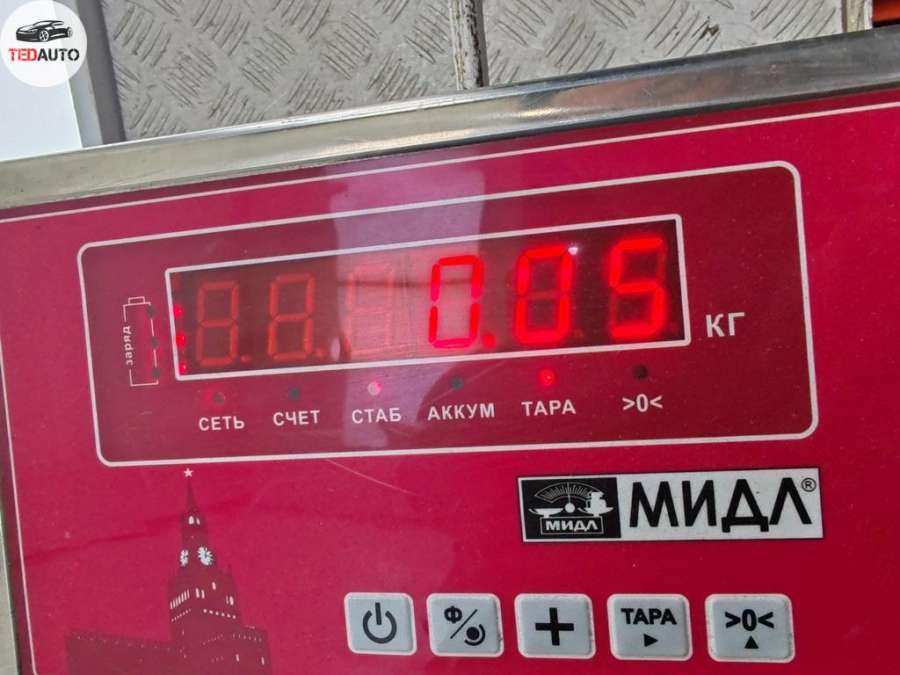 TEDAUTO
0.05
КГ
заряд
СЕТЬ СЧЕТ СТАБ АККУМ ТАРА >0<
МИДЛ МИДЛ®
Ф + ТАРА >0<